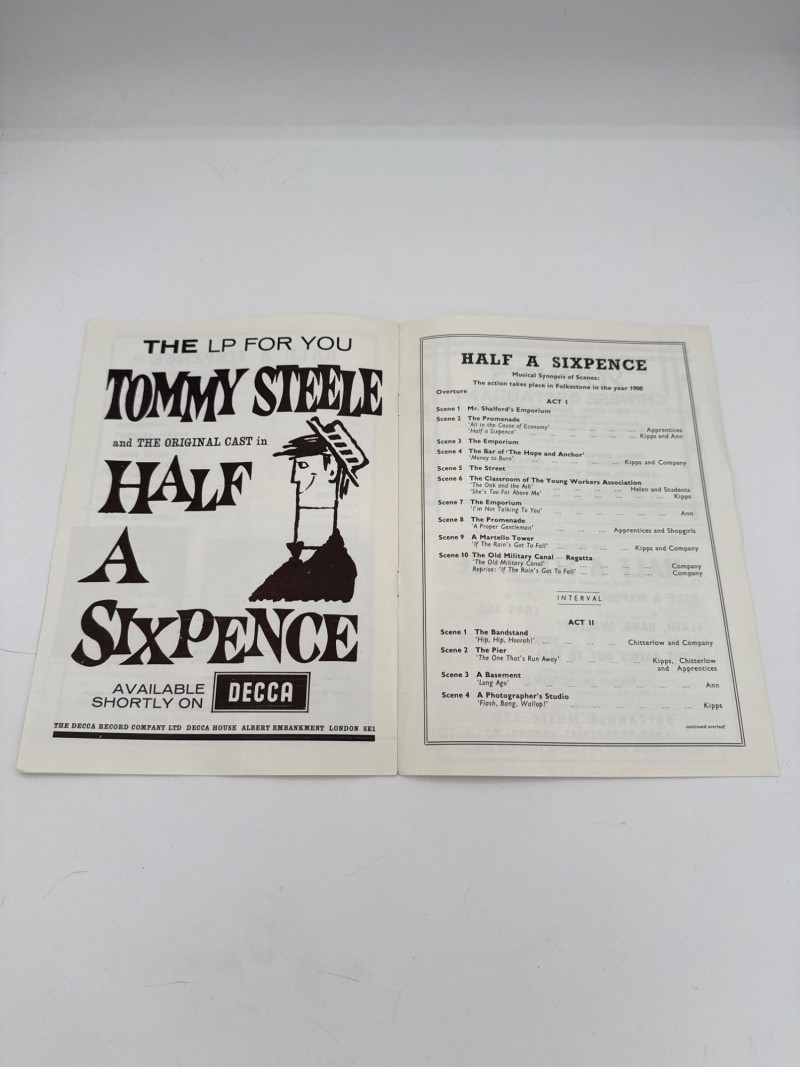 THE LP FOR YOU
TOMMY STEELE
and THE ORIGINAL CAST in
HALF
A
SIXPENCE
AVAILABLE
SHORTLY ON
DECCA
THE DECCA RECORD COMPANY LTD DECCA HOUSE ALBERT EMBANKMENT LONDON SE1
HALF A SIXPENCE
Musical Synopsis of Scenes:
The action takes place in Folkestone in the year 1900
Overture
ACT I
Scene 1 Mr. Shalford's Emporium
Scene 2 The Promenade
'All in the Cause of Economy' ... Apprentices
'Half a Sixpence' ... Kipps and Ann
Scene 3 The Emporium
Scene 4 The Bar of 'The Hope and Anchor'
'Money to Burn' ... Kipps and Company
Scene 5 The Street
Scene 6 The Classroom of The Young Workers Association
'The Oak and the Ash' ... Helen and Students
'She's Too Far Above Me' ... Kipps
Scene 7 The Emporium
'I'm Not Talking To You' ... Ann
Scene 8 The Promenade
'A Proper Gentleman' ... Apprentices and Shopgirls
Scene 9 A Martello Tower
'If The Rain's Got To Fall' ... Kipps and Company
Scene 10 The Old Military Canal — Regatta
'The Old Military Canal' ... Company
Reprise: 'If The Rain's Got To Fall' ... Company
INTERVAL
ACT II
Scene 1 The Bandstand
'Hip, Hip, Hoorah!' ... Chitterlow and Company
Scene 2 The Pier
'The One That's Run Away' ... Kipps, Chitterlow
and Apprentices
Scene 3 A Basement
'Long Ago' ... Ann
Scene 4 A Photographer's Studio
'Flash, Bang, Wallop!' ... Kipps
continued overleaf